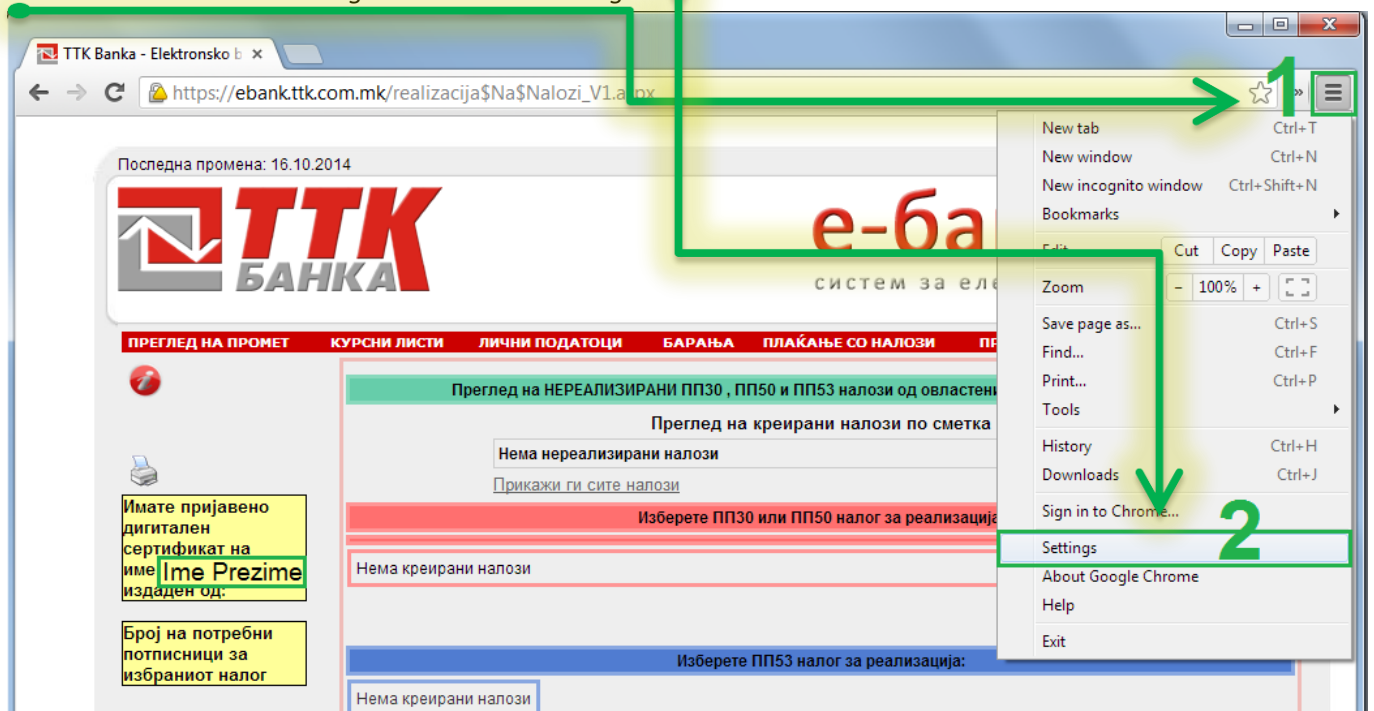 TTK Banka - Elektronsko b
https://ebank.ttk.com.mk/realizacija$Na$Nalozi_V1.aspx
1
Последна промена: 16.10.2014
ТТК
БАНКА
е-ба
систем за еле
ПРЕГЛЕД НА ПРОМЕТ КУРСНИ ЛИСТИ ЛИЧНИ ПОДАТОЦИ БАРАЊА ПЛАЌАЊЕ СО НАЛОЗИ ПР
Преглед на НЕРЕАЛИЗИРАНИ ПП30 , ПП50 и ПП53 налози од овластени
Преглед на креирани налози по сметка
Нема нереализирани налози
Прикажи ги сите налози
Изберете ПП30 или ПП50 налог за реализација
Нема креирани налози
Изберете ПП53 налог за реализација:
Нема креирани налози
Имате пријавено
дигитален
сертификат на
име Ime Prezime
издаден од:
Број на потребни
потписници за
избраниот налог
New tab Ctrl+T
New window Ctrl+N
New incognito window Ctrl+Shift+N
Bookmarks
Edit Cut Copy Paste
Zoom - 100% +
Save page as... Ctrl+S
Find... Ctrl+F
Print... Ctrl+P
Tools
History Ctrl+H
Downloads Ctrl+J
Sign in to Chrome...
Settings 2
About Google Chrome
Help
Exit